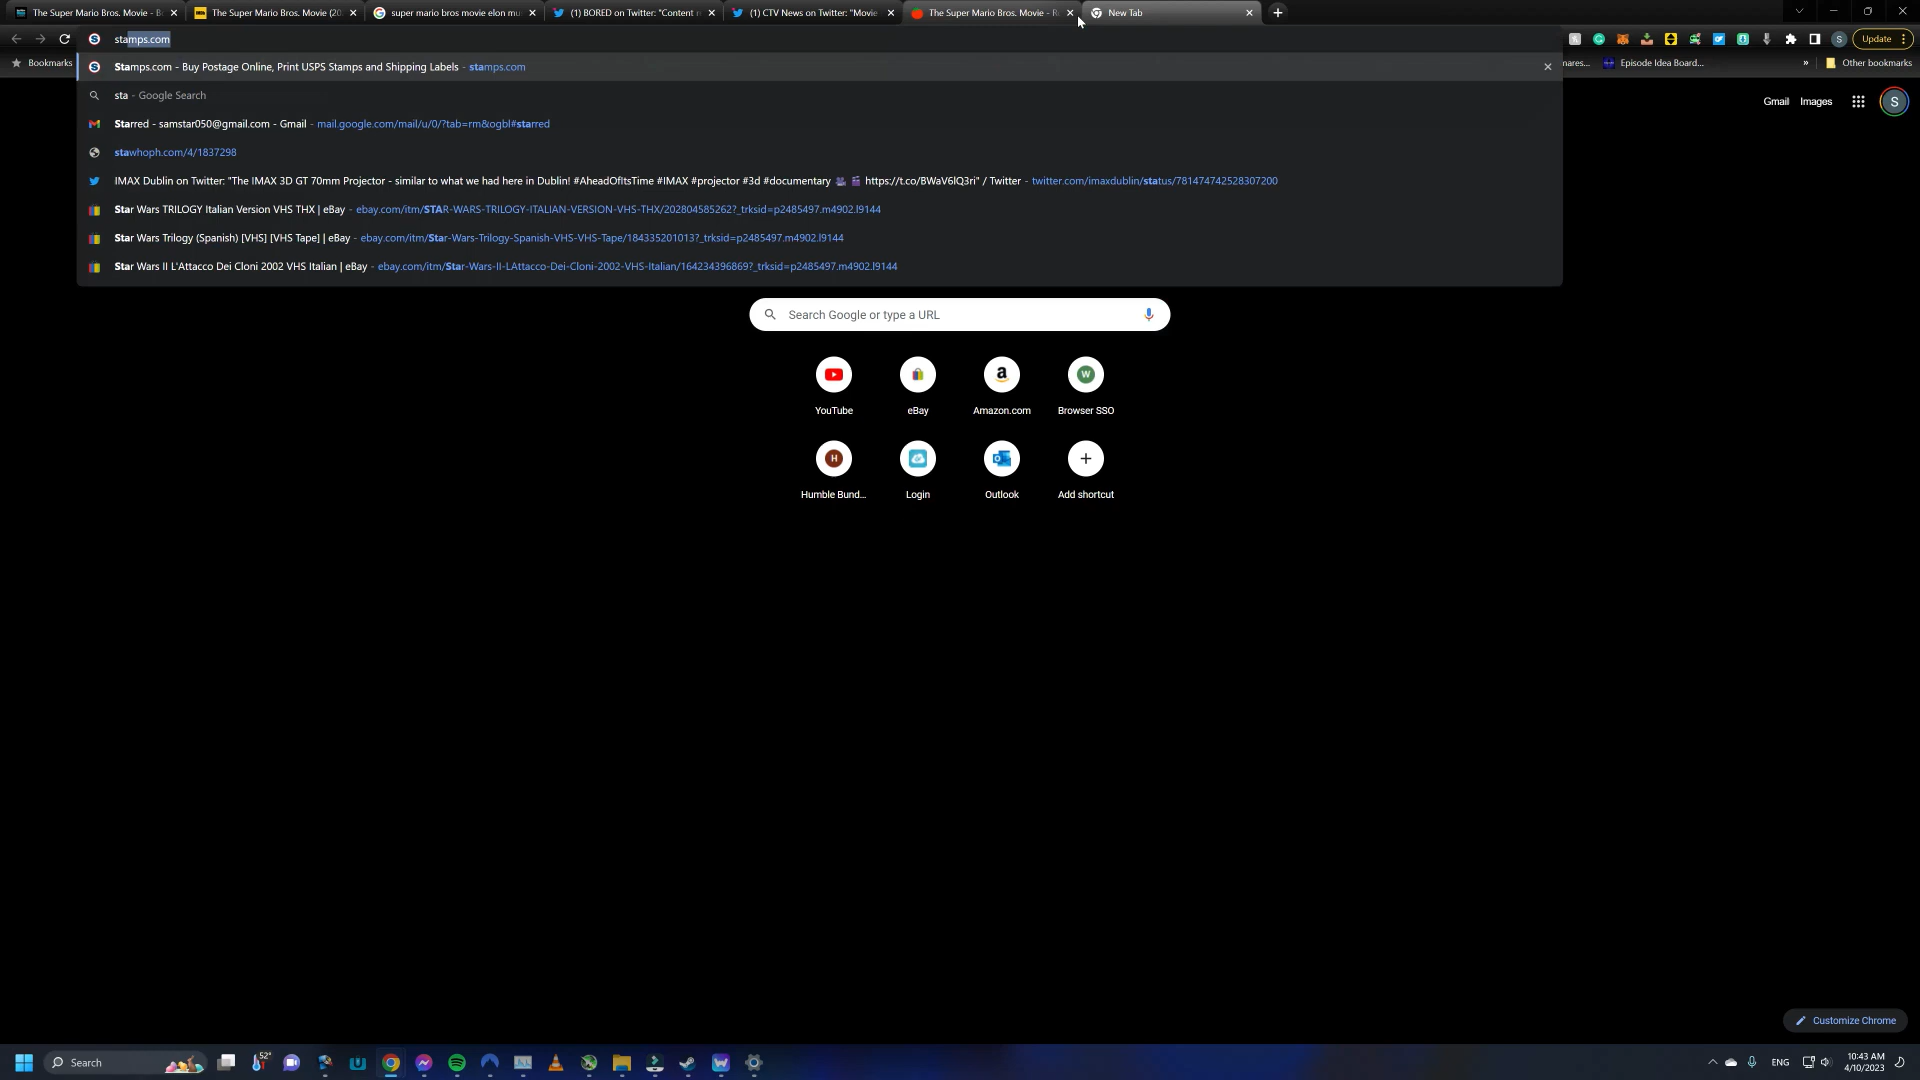 The Super Mario Bros. Movie - B
The Super Mario Bros. Movie (20
super mario bros movie elon mu
(1) BORED on Twitter: "Content
(1) CTV News on Twitter: "Movie
The Super Mario Bros. Movie - R
New Tab
stamps.com
Update
Bookmarks
Episode Idea Board...
»
Other bookmarks
Stamps.com - Buy Postage Online, Print USPS Stamps and Shipping Labels - stamps.com
sta - Google Search
Starred - samstar050@gmail.com - Gmail - mail.google.com/mail/u/0/?tab=rm&ogbl#starred
stawhoph.com/4/1837298
IMAX Dublin on Twitter: "The IMAX 3D GT 70mm Projector - similar to what we had here in Dublin! #AheadOfItsTime #IMAX #projector #3d #documentary 🎥 🎬 https://t.co/BWaV6lQ3ri" / Twitter - twitter.com/imaxdublin/status/781474742528307200
Star Wars TRILOGY Italian Version VHS THX | eBay - ebay.com/itm/STAR-WARS-TRILOGY-ITALIAN-VERSION-VHS-THX/202804585262?_trksid=p2485497.m4902.l9144
Star Wars Trilogy (Spanish) [VHS] [VHS Tape] | eBay - ebay.com/itm/Star-Wars-Trilogy-Spanish-VHS-VHS-Tape/184335201013?_trksid=p2485497.m4902.l9144
Star Wars II L'Attacco Dei Cloni 2002 VHS Italian | eBay - ebay.com/itm/Star-Wars-II-LAttacco-Dei-Cloni-2002-VHS-Italian/164234396869?_trksid=p2485497.m4902.l9144
Gmail
Images
S
Search Google or type a URL
YouTube
eBay
Amazon.com
Browser SSO
Humble Bund...
Login
Outlook
Add shortcut
Customize Chrome
Search
52°
ENG
10:43 AM
4/10/2023